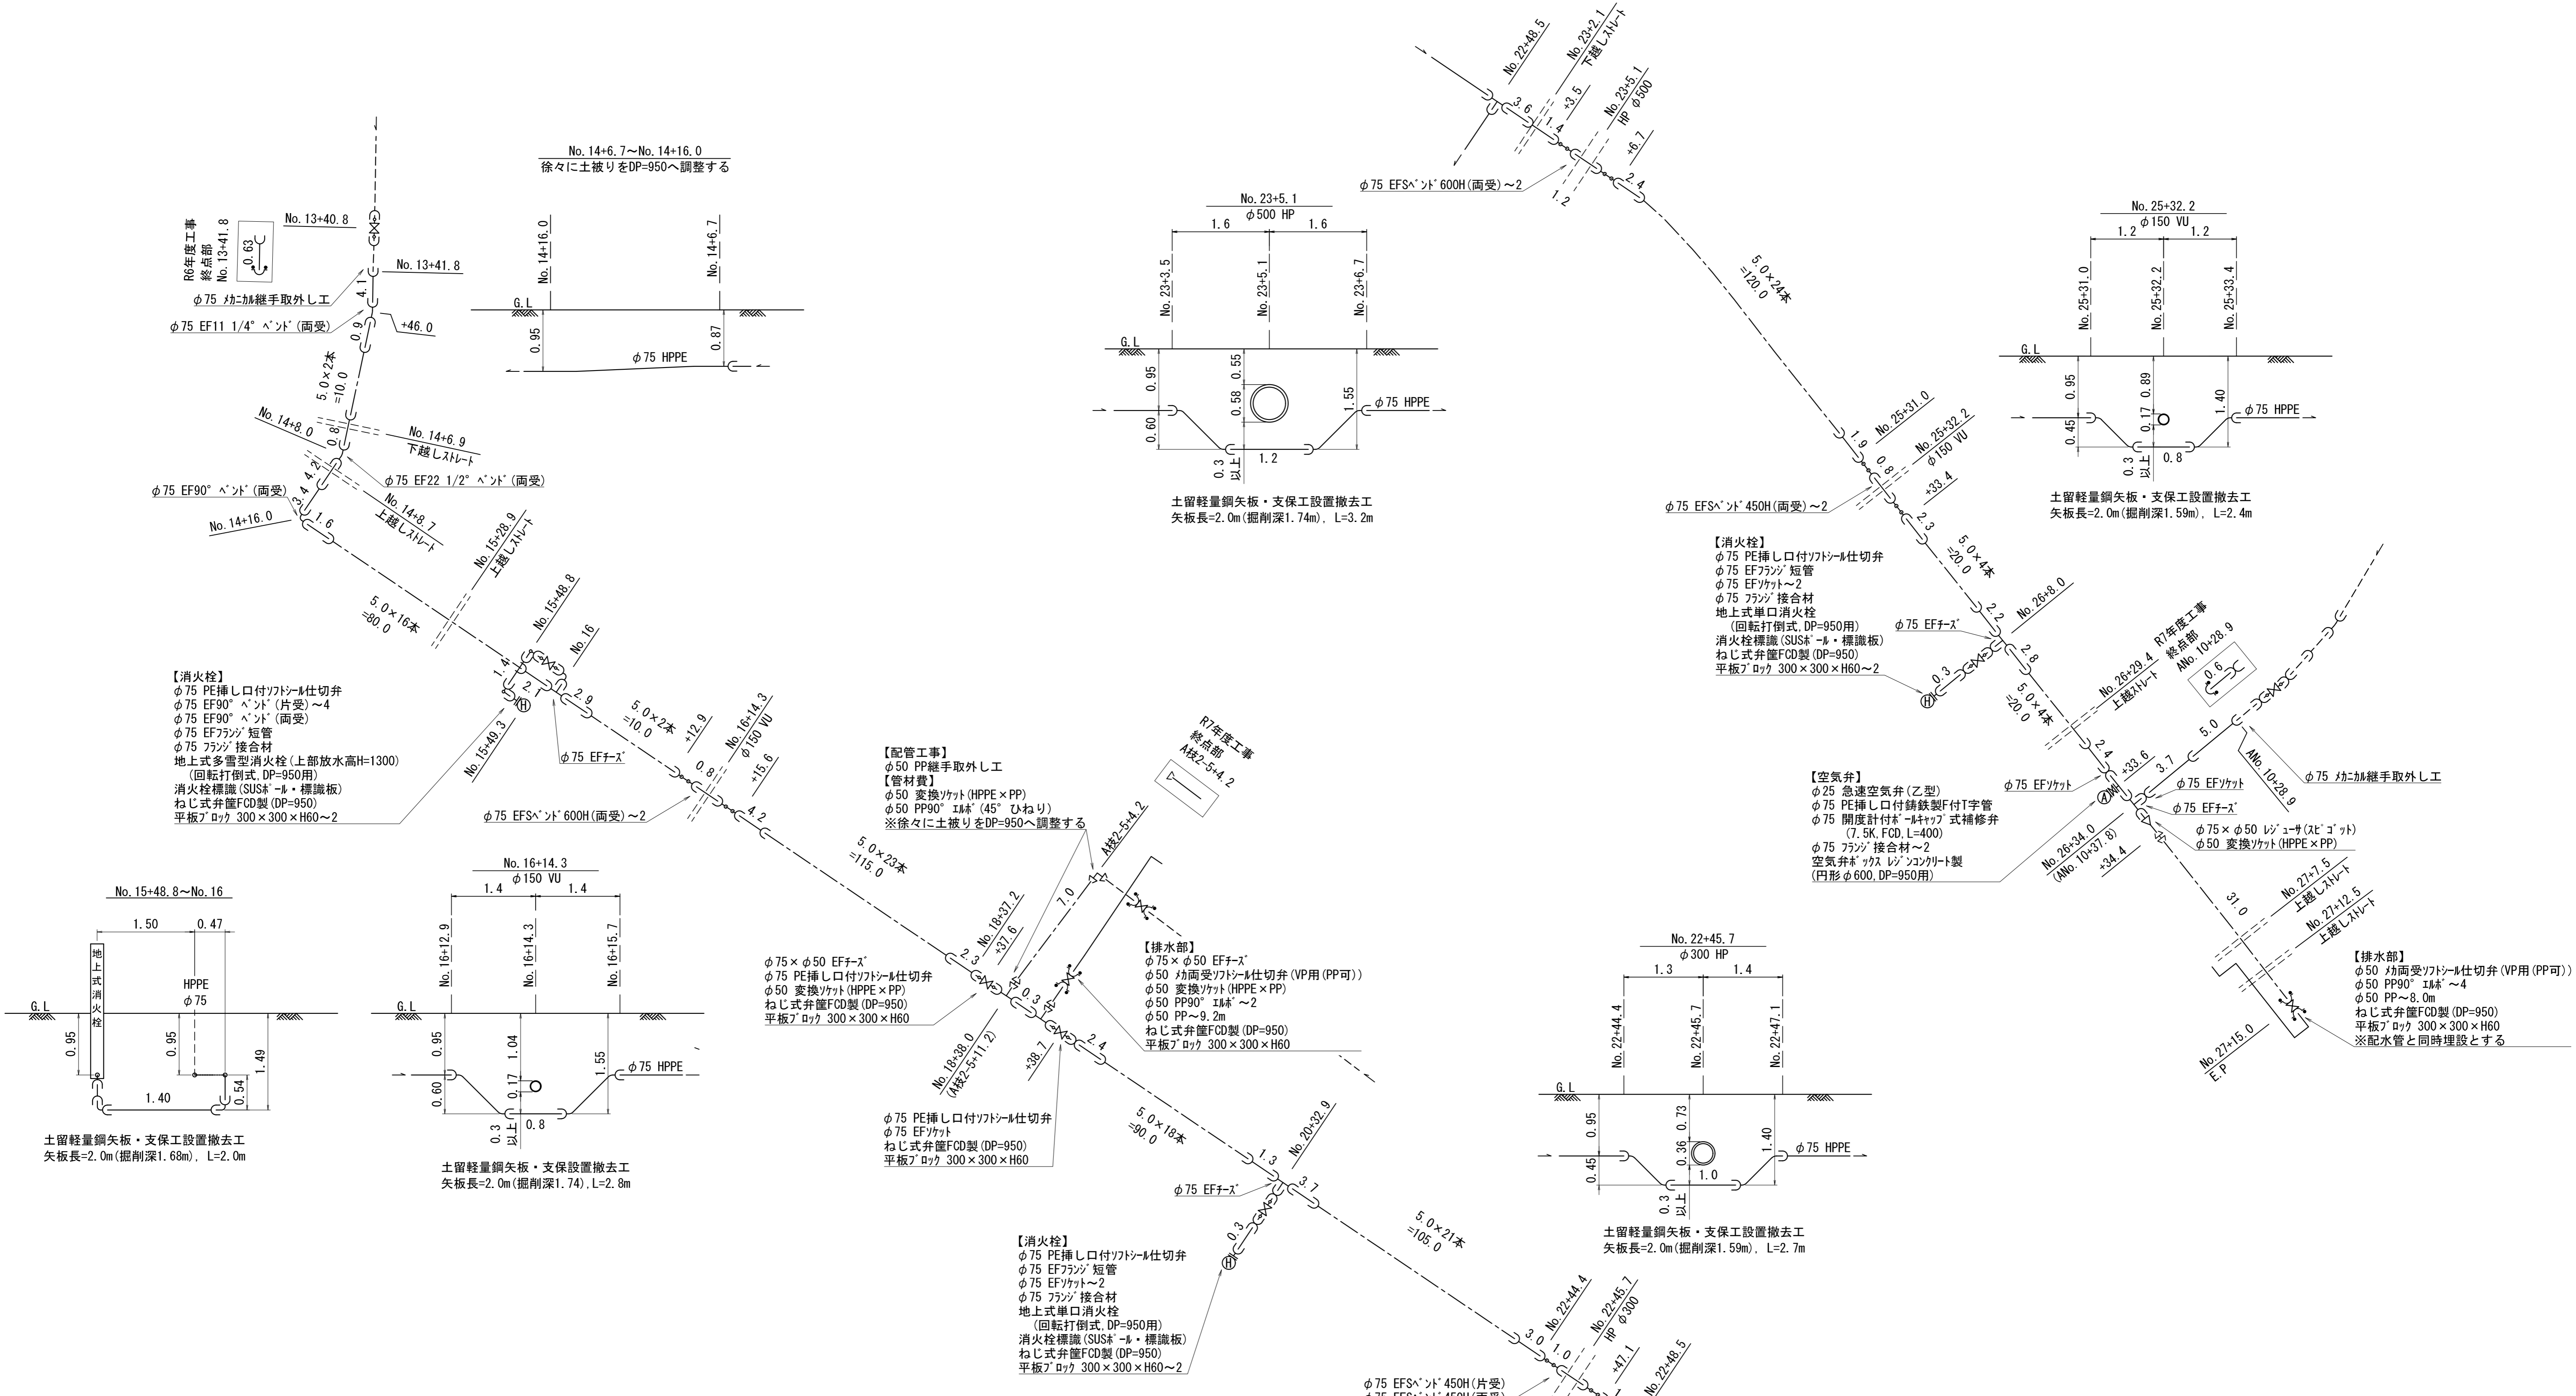 No.14+6.7～No.14+16.0
徐々に土被りをDP=950へ調整する
No.14+16.0
No.14+6.7
G.L
0.95
0.87
φ75 HPPE
R6年度工事
終点部
No.13+41.8
0.63
No.13+40.8
No.13+41.8
φ75 ﾒｶﾆｶﾙ継手取外し工
4.1
φ75 EF11 1/4° ﾍﾞﾝﾄﾞ(両受)
+46.0
0.9
5.0×2本
=10.0
No.14+8.0
0.8
No.14+6.9
下越しｽﾄﾚｰﾄ
4.2
φ75 EF22 1/2° ﾍﾞﾝﾄﾞ(両受)
φ75 EF90° ﾍﾞﾝﾄﾞ(両受)
3.4
No.14+8.7
上越しｽﾄﾚｰﾄ
No.14+16.0
1.6
No.15+28.9
上越しｽﾄﾚｰﾄ
5.0×16本
=80.0
No.15+48.8
No.16
1.4
2.1
2.9
H
No.15+49.3
φ75 EFﾁｰｽﾞ
【消火栓】
φ75 PE挿し口付ｿﾌﾄｼｰﾙ仕切弁
φ75 EF90° ﾍﾞﾝﾄﾞ(片受)～4
φ75 EF90° ﾍﾞﾝﾄﾞ(両受)
φ75 EFﾌﾗﾝｼﾞ短管
φ75 ﾌﾗﾝｼﾞ接合材
地上式多雪型消火栓(上部放水高H=1300)
(回転打倒式,DP=950用)
消火栓標識(SUSﾎﾟｰﾙ・標識板)
ねじ式弁筐FCD製(DP=950)
平板ﾌﾞﾛｯｸ 300×300×H60～2
5.0×2本
=10.0
+12.9
No.16+14.3
φ150 VU
0.8
+15.6
4.2
φ75 EFSﾍﾞﾝﾄﾞ600H(両受)～2
5.0×23本
=115.0
No.15+48.8～No.16
1.50
0.47
地上式消火栓
HPPE
φ75
G.L
0.95
0.95
1.49
0.54
1.40
土留軽量鋼矢板・支保工設置撤去工
矢板長=2.0m(掘削深1.68m), L=2.0m
No.16+14.3
φ150 VU
1.4
1.4
No.16+12.9
No.16+14.3
No.16+15.7
G.L
0.95
1.04
1.55
0.60
0.17
φ75 HPPE
0.3
以上
0.8
土留軽量鋼矢板・支保設置撤去工
矢板長=2.0m(掘削深1.74),L=2.8m
【配管工事】
φ50 PP継手取外し工
【管材費】
φ50 変換ｿｹｯﾄ(HPPE×PP)
φ50 PP90° ｴﾙﾎﾞ(45° ひねり)
※徐々に土被りをDP=950へ調整する
R7年度工事
終点部
A枝2-5+4.2
A枝2-5+4.2
7.0
No.18+37.2
+37.6
2.3
0.3
φ75×φ50 EFﾁｰｽﾞ
φ75 PE挿し口付ｿﾌﾄｼｰﾙ仕切弁
φ50 変換ｿｹｯﾄ(HPPE×PP)
ねじ式弁筐FCD製(DP=950)
平板ﾌﾞﾛｯｸ 300×300×H60
No.18+38.0
(A枝2-5+11.2)
+38.7
2.4
【排水部】
φ75×φ50 EFﾁｰｽﾞ
φ50 ﾒｶ両受ｿﾌﾄｼｰﾙ仕切弁(VP用(PP可))
φ50 変換ｿｹｯﾄ(HPPE×PP)
φ50 PP90° ｴﾙﾎﾞ～2
φ50 PP～9.2m
ねじ式弁筐FCD製(DP=950)
平板ﾌﾞﾛｯｸ 300×300×H60
φ75 PE挿し口付ｿﾌﾄｼｰﾙ仕切弁
φ75 EFｿｹｯﾄ
ねじ式弁筐FCD製(DP=950)
平板ﾌﾞﾛｯｸ 300×300×H60
5.0×18本
=90.0
1.3
No.20+32.9
φ75 EFﾁｰｽﾞ
3.7
0.3
H
【消火栓】
φ75 PE挿し口付ｿﾌﾄｼｰﾙ仕切弁
φ75 EFﾌﾗﾝｼﾞ短管
φ75 EFｿｹｯﾄ～2
φ75 ﾌﾗﾝｼﾞ接合材
地上式単口消火栓
(回転打倒式,DP=950用)
消火栓標識(SUSﾎﾟｰﾙ・標識板)
ねじ式弁筐FCD製(DP=950)
平板ﾌﾞﾛｯｸ 300×300×H60～2
5.0×21本
=105.0
3.0
No.22+44.4
1.0
No.22+45.7
HP φ300
+47.1
No.22+48.5
φ75 EFSﾍﾞﾝﾄﾞ450H(片受)
No.23+5.1
φ500 HP
1.6
1.6
No.23+3.5
No.23+5.1
No.23+6.7
G.L
0.95
0.55
0.58
1.55
0.60
φ75 HPPE
0.3
以上
1.2
土留軽量鋼矢板・支保工設置撤去工
矢板長=2.0m(掘削深1.74m), L=3.2m
No.22+48.5
No.23+2.1
下越しｽﾄﾚｰﾄ
3.6
+3.5
1.4
No.23+5.1
HP φ500
+6.7
φ75 EFSﾍﾞﾝﾄﾞ600H(両受)～2
1.2
2.4
5.0×24本
=120.0
No.25+32.2
φ150 VU
1.2
1.2
No.25+31.0
No.25+32.2
No.25+33.4
G.L
0.95
0.89
1.40
0.45
0.17
φ75 HPPE
0.3
以上
0.8
土留軽量鋼矢板・支保工設置撤去工
矢板長=2.0m(掘削深1.59m), L=2.4m
1.9
No.25+31.0
0.8
No.25+32.2
φ150 VU
+33.4
φ75 EFSﾍﾞﾝﾄﾞ450H(両受)～2
2.3
5.0×4本
=20.0
【消火栓】
φ75 PE挿し口付ｿﾌﾄｼｰﾙ仕切弁
φ75 EFﾌﾗﾝｼﾞ短管
φ75 EFｿｹｯﾄ～2
φ75 ﾌﾗﾝｼﾞ接合材
地上式単口消火栓
(回転打倒式,DP=950用)
消火栓標識(SUSﾎﾟｰﾙ・標識板)
ねじ式弁筐FCD製(DP=950)
平板ﾌﾞﾛｯｸ 300×300×H60～2
2.2
No.26+8.0
φ75 EFﾁｰｽﾞ
2.8
0.3
H
5.0×4本
=20.0
No.26+29.4
上越ｽﾄﾚｰﾄ
R7年度工事
終点部
ANo.10+28.9
0.6
2.4
φ75 EFｿｹｯﾄ
+33.6
3.7
5.0
ANo.10+28.9
φ75 ﾒｶﾆｶﾙ継手取外し工
φ75 EFｿｹｯﾄ
φ75 EFﾁｰｽﾞ
φ75×φ50 ﾚｼﾞｭｰｻ(ｽﾋﾟｺﾞｯﾄ)
φ50 変換ｿｹｯﾄ(HPPE×PP)
A
【空気弁】
φ25 急速空気弁(乙型)
φ75 PE挿し口付鋳鉄製F付T字管
φ75 開度計付ﾎﾞｰﾙｷｬｯﾌﾟ式補修弁
(7.5K,FCD,L=400)
φ75 ﾌﾗﾝｼﾞ接合材～2
空気弁ﾎﾞｯｸｽ ﾚｼﾞﾝｺﾝｸﾘｰﾄ製
(円形φ600,DP=950用)
No.26+34.0
(ANo.10+37.8)
+34.4
31.0
No.27+7.5
上越しｽﾄﾚｰﾄ
No.27+12.5
上越しｽﾄﾚｰﾄ
No.27+15.0
E.P
【排水部】
φ50 ﾒｶ両受ｿﾌﾄｼｰﾙ仕切弁(VP用(PP可))
φ50 PP90° ｴﾙﾎﾞ～4
φ50 PP～8.0m
ねじ式弁筐FCD製(DP=950)
平板ﾌﾞﾛｯｸ 300×300×H60
※配水管と同時埋設とする
No.22+45.7
φ300 HP
1.3
1.4
No.22+44.4
No.22+45.7
No.22+47.1
G.L
0.95
0.73
0.36
1.40
0.45
φ75 HPPE
1.0
0.3
以上
土留軽量鋼矢板・支保工設置撤去工
矢板長=2.0m(掘削深1.59m), L=2.7m